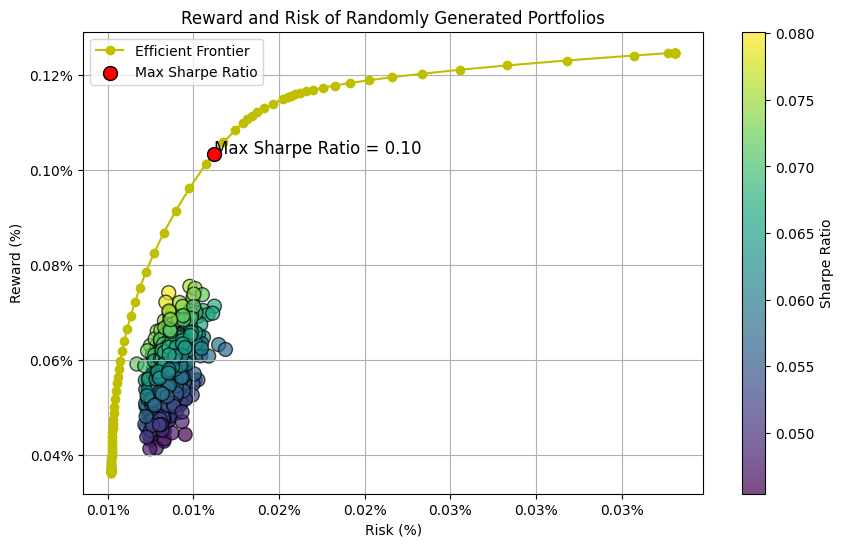 Reward and Risk of Randomly Generated Portfolios
Efficient Frontier
Max Sharpe Ratio
Max Sharpe Ratio = 0.10
Reward (%)
0.12%
0.10%
0.08%
0.06%
0.04%
0.01%
0.01%
0.02%
0.02%
0.03%
0.03%
0.03%
Risk (%)
0.080
0.075
0.070
0.065
0.060
0.055
0.050
Sharpe Ratio